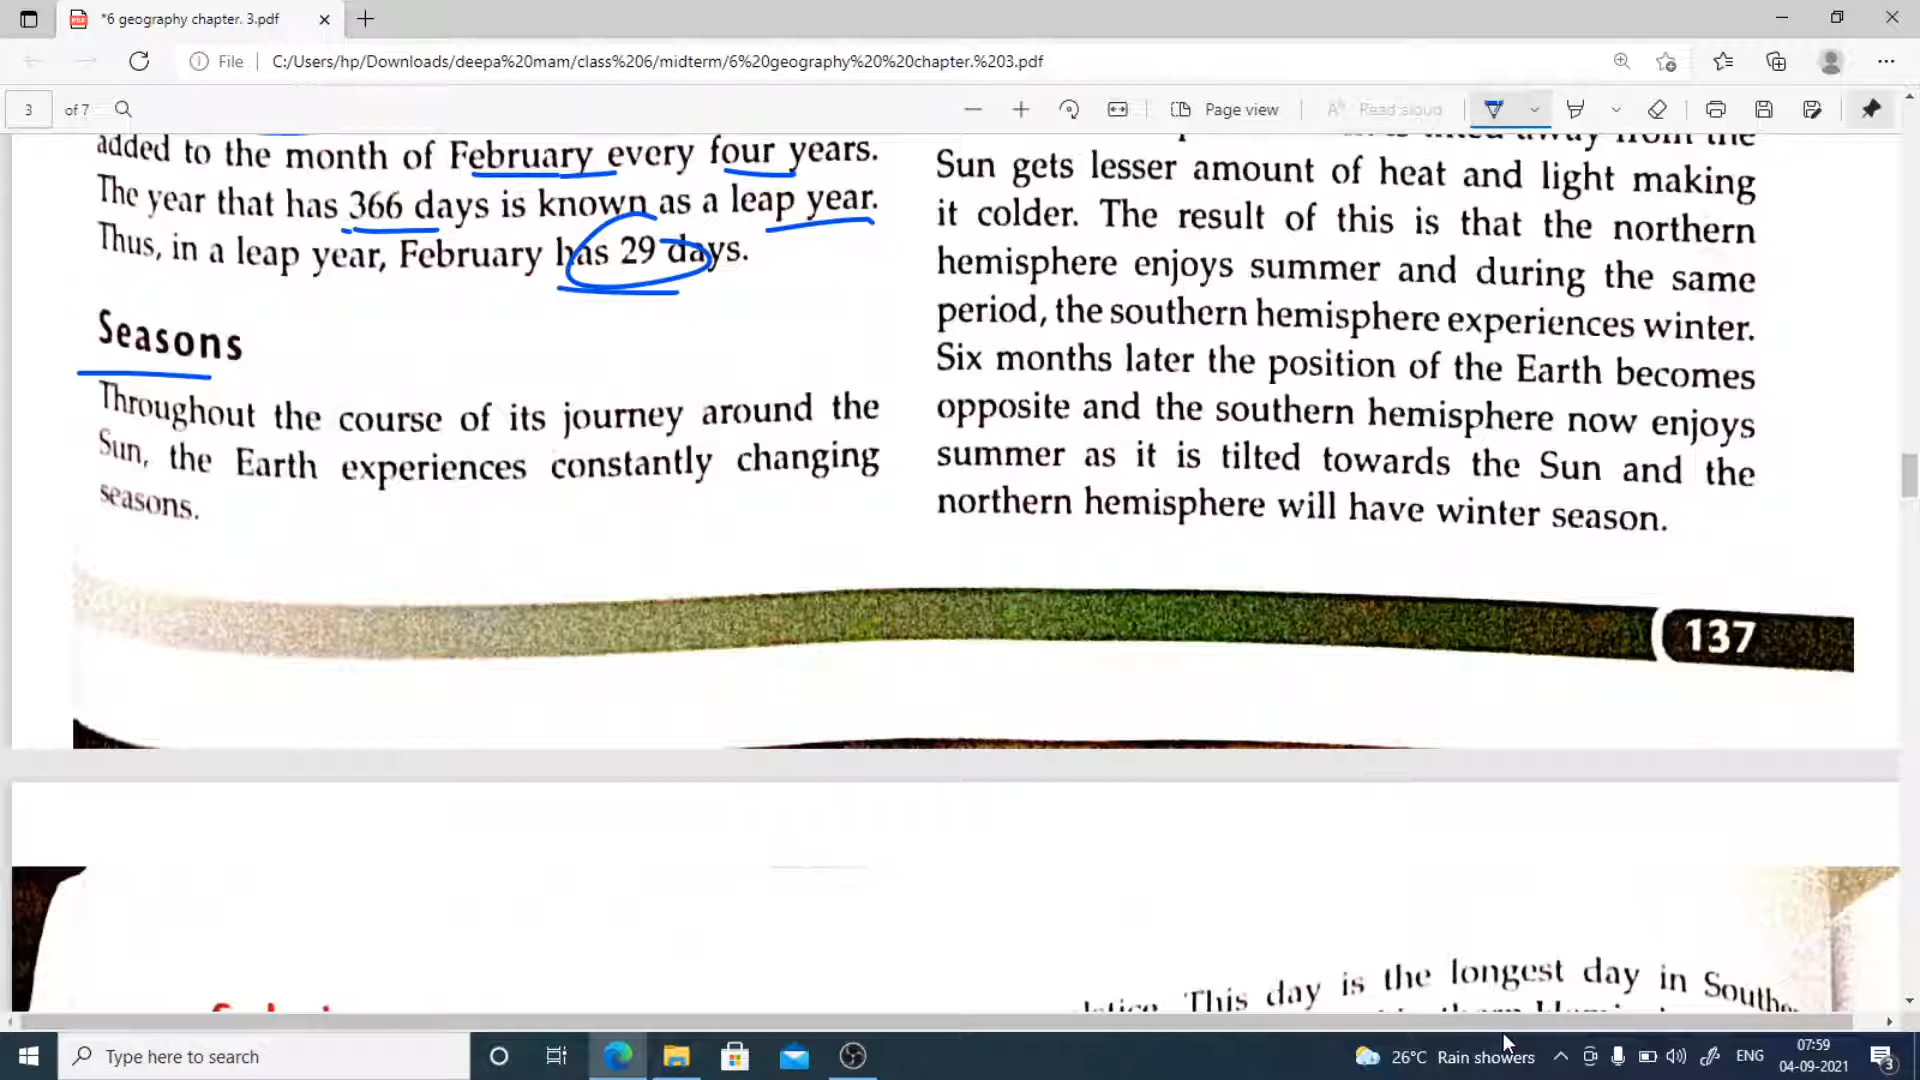 *6 geography chapter. 3.pdf
File
C:/Users/hp/Downloads/deepa%20mam/class%206/midterm/6%20geography%20%20chapter.%203.pdf
3 of 7
Page view
Read aloud
added to the month of February every four years.
The year that has 366 days is known as a leap year.
Thus, in a leap year, February has 29 days.
Seasons
Throughout the course of its journey around the
Sun, the Earth experiences constantly changing
seasons.
tilted away from the
Sun gets lesser amount of heat and light making
it colder. The result of this is that the northern
hemisphere enjoys summer and during the same
period, the southern hemisphere experiences winter.
Six months later the position of the Earth becomes
opposite and the southern hemisphere now enjoys
summer as it is tilted towards the Sun and the
northern hemisphere will have winter season.
137
This day is the longest day in
Type here to search
26°C Rain showers
ENG
07:59
04-09-2021
3